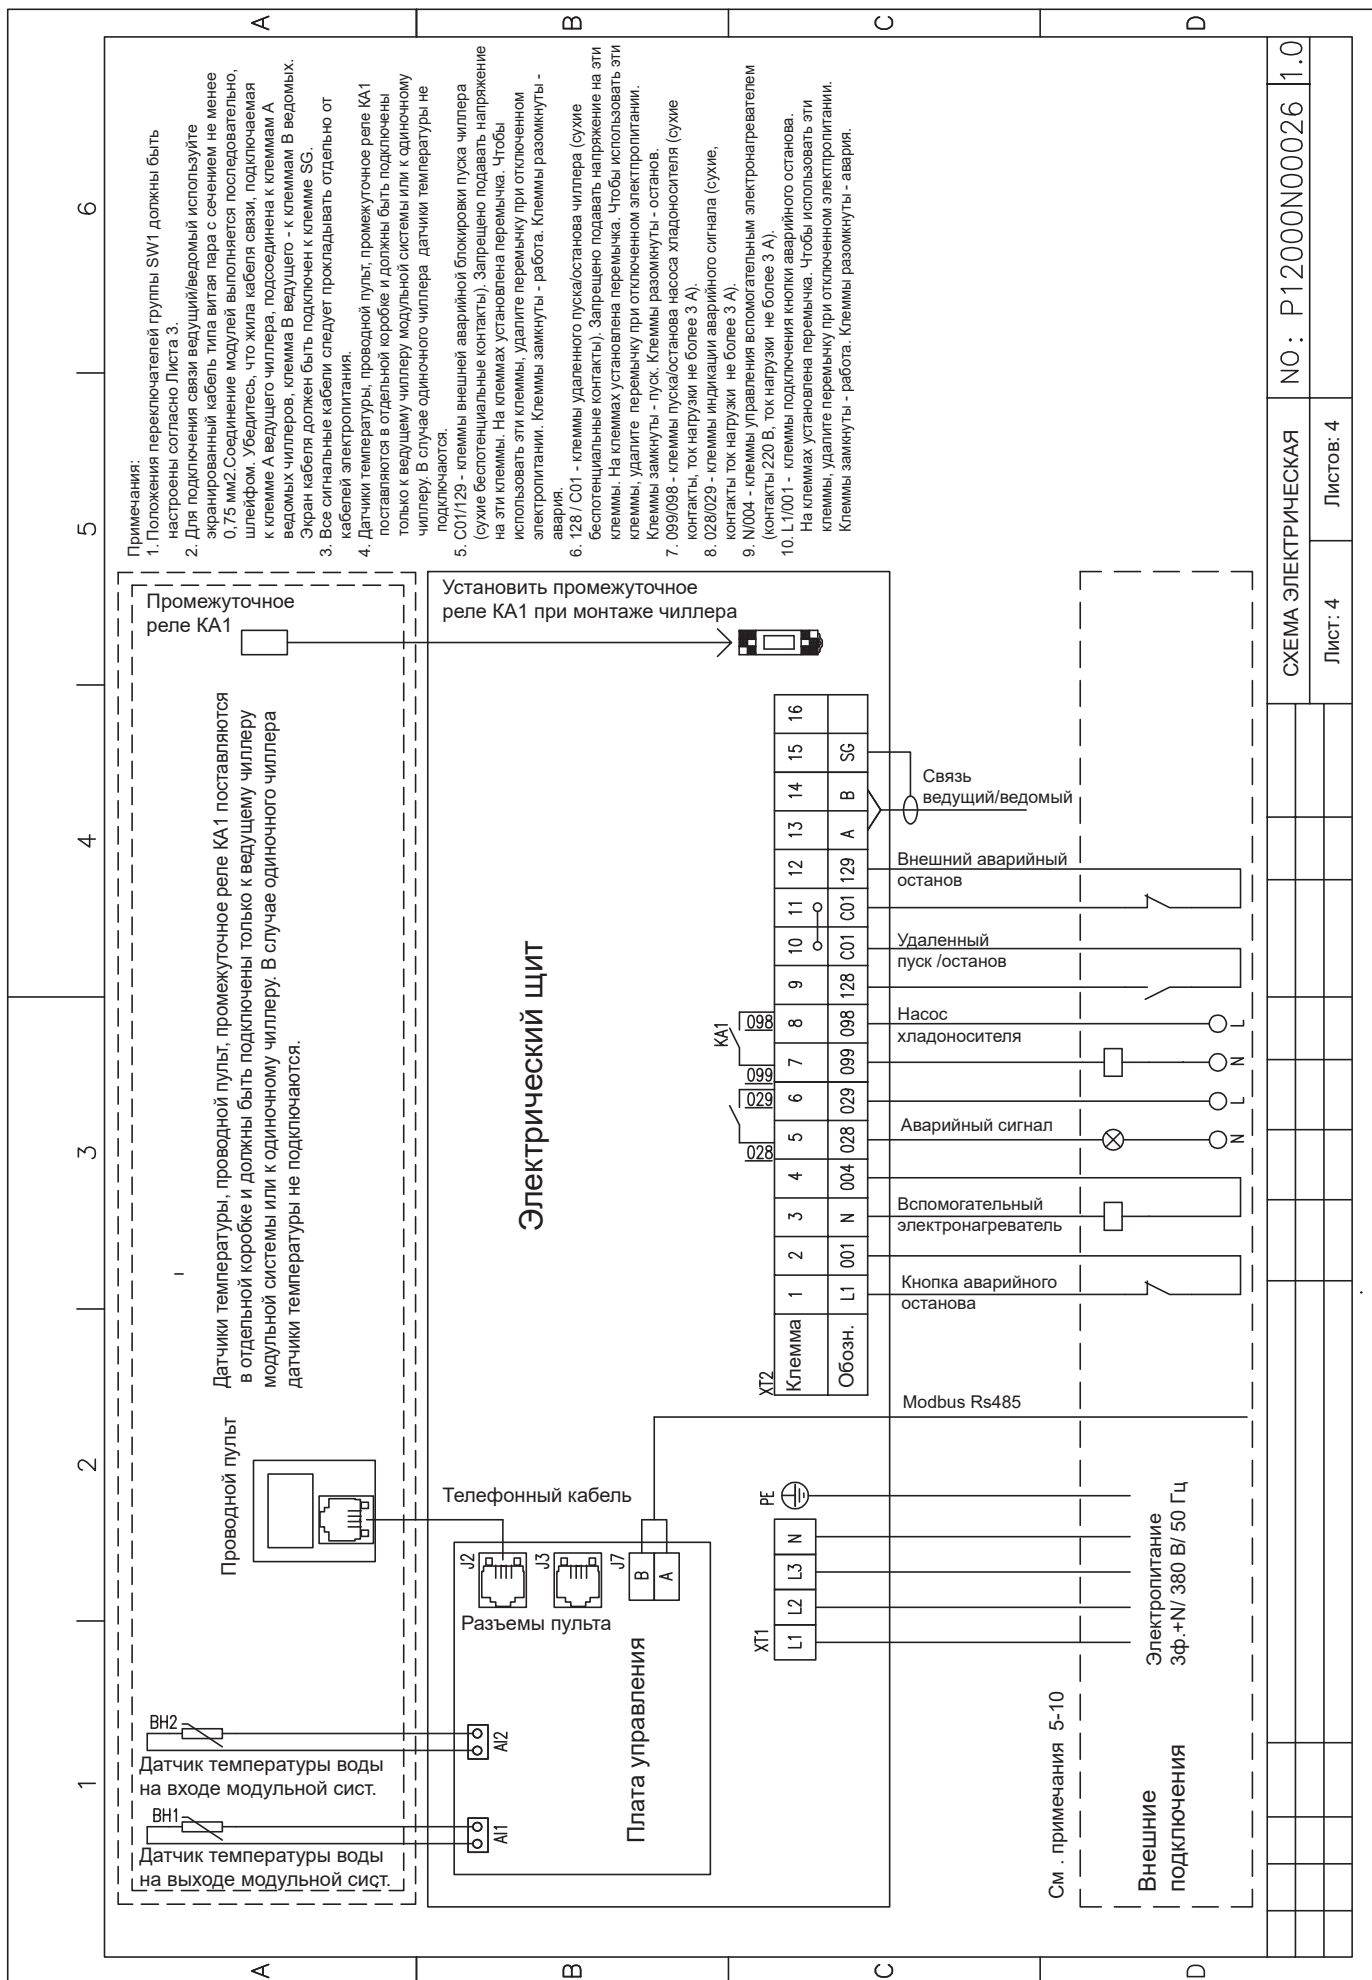 1
2
3
4
5
6
A
B
C
D
A
B
C
D
Примечания:
1. Положения переключателей группы SW1 должны быть
настроены согласно Листа 3.
2. Для подключения связи ведущий/ведомый используйте
экранированный кабель типа витая пара с сечением не менее
0,75 мм2.Соединение модулей выполняется последовательно,
шлейфом. Убедитесь, что жила кабеля связи, подключаемая
к клемме А ведущего чиллера, подсоединена к клеммам А
ведомых чиллеров, клемма В ведущего - к клеммам В ведомых.
Экран кабеля должен быть подключен к клемме SG.
3. Все сигнальные кабели следует прокладывать отдельно от
кабелей электропитания.
4. Датчики температуры, проводной пульт, промежуточное реле КА1
поставляются в отдельной коробке и должны быть подключены
только к ведущему чиллеру модульной системы или к одиночному
чиллеру. В случае одиночного чиллера датчики температуры не
подключаются.
5. С01/129 - клеммы внешней аварийной блокировки пуска чиллера
(сухие беспотенциальные контакты). Запрещено подавать напряжение
на эти клеммы. На клеммах установлена перемычка. Чтобы
использовать эти клеммы, удалите перемычку при отключенном
электропитании. Клеммы замкнуты - работа. Клеммы разомкнуты -
авария.
6. 128 / С01 - клеммы удаленного пуска/останова чиллера (сухие
беспотенциальные контакты). Запрещено подавать напряжение на эти
клеммы. На клеммах установлена перемычка. Чтобы использовать эти
клеммы, удалите перемычку при отключенном электпропитании.
Клеммы замкнуты - пуск. Клеммы разомкнуты - останов.
7. 099/098 - клеммы пуска/останова насоса хладоносителя (сухие
контакты, ток нагрузки не более 3 А).
8. 028/029 - клеммы индикации аварийного сигнала (сухие,
контакты ток нагрузки не более 3 А).
9. N/004 - клеммы управления вспомогательным электронагревателем
(контакты 220 В, ток нагрузки не более 3 А).
10. L1/001 - клеммы подключения кнопки аварийного останова.
На клеммах установлена перемычка. Чтобы использовать эти
клеммы, удалите перемычку при отключенном электпропитании.
Клеммы замкнуты - работа. Клеммы разомкнуты - авария.
Промежуточное
реле КА1
Датчики температуры, проводной пульт, промежуточное реле КА1 поставляются
в отдельной коробке и должны быть подключены только к ведущему чиллеру
модульной системы или к одиночному чиллеру. В случае одиночного чиллера
датчики температуры не подключаются.
Проводной пульт
BH2
Датчик температуры воды
на входе модульной сист.
BH1
Датчик температуры воды
на выходе модульной сист.
Установить промежуточное
реле КА1 при монтаже чиллера
Электрический щит
Телефонный кабель
J2
J3
J7
B
A
Разъемы пульта
AI2
AI1
Плата управления
KA1
098
099
029
028
XT2
Клемма 1 2 3 4 5 6 7 8 9 10 11 12 13 14 15 16
Обозн. L1 001 N 004 028 029 099 098 128 C01 C01 129 A B SG
XT1
L1 L2 L3 N PE
Связь
ведущий/ведомый
Внешний аварийный
останов
Удаленный
пуск /останов
Насос
хладоносителя
Аварийный сигнал
Вспомогательный
электронагреватель
Кнопка аварийного
останова
Modbus Rs485
L
N
L
N
Электропитание
3ф.+N/ 380 В/ 50 Гц
См . примечания 5-10
Внешние
подключения
СХЕМА ЭЛЕКТРИЧЕСКАЯ
NO: P12000N00026
1.0
Лист: 4
Листов: 4